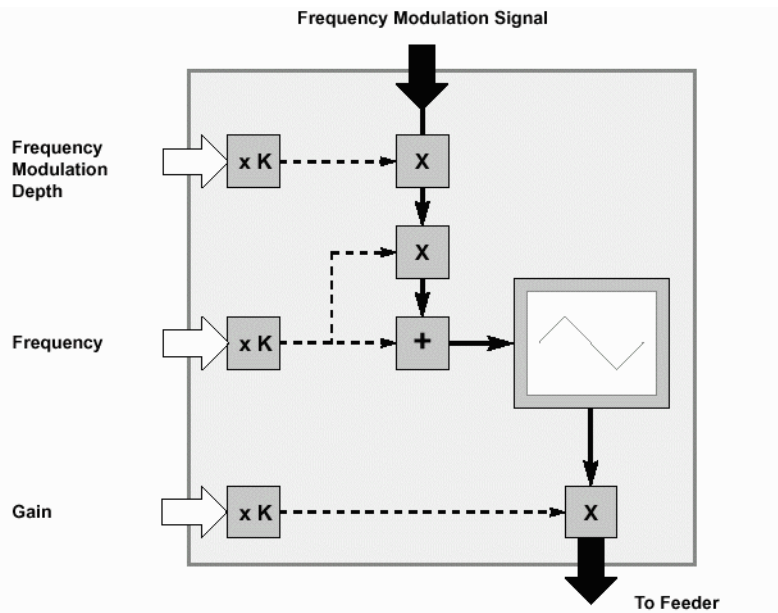 Frequency Modulation Signal
Frequency
Modulation
Depth
x K
X
X
Frequency
x K
+
Gain
x K
X
To Feeder